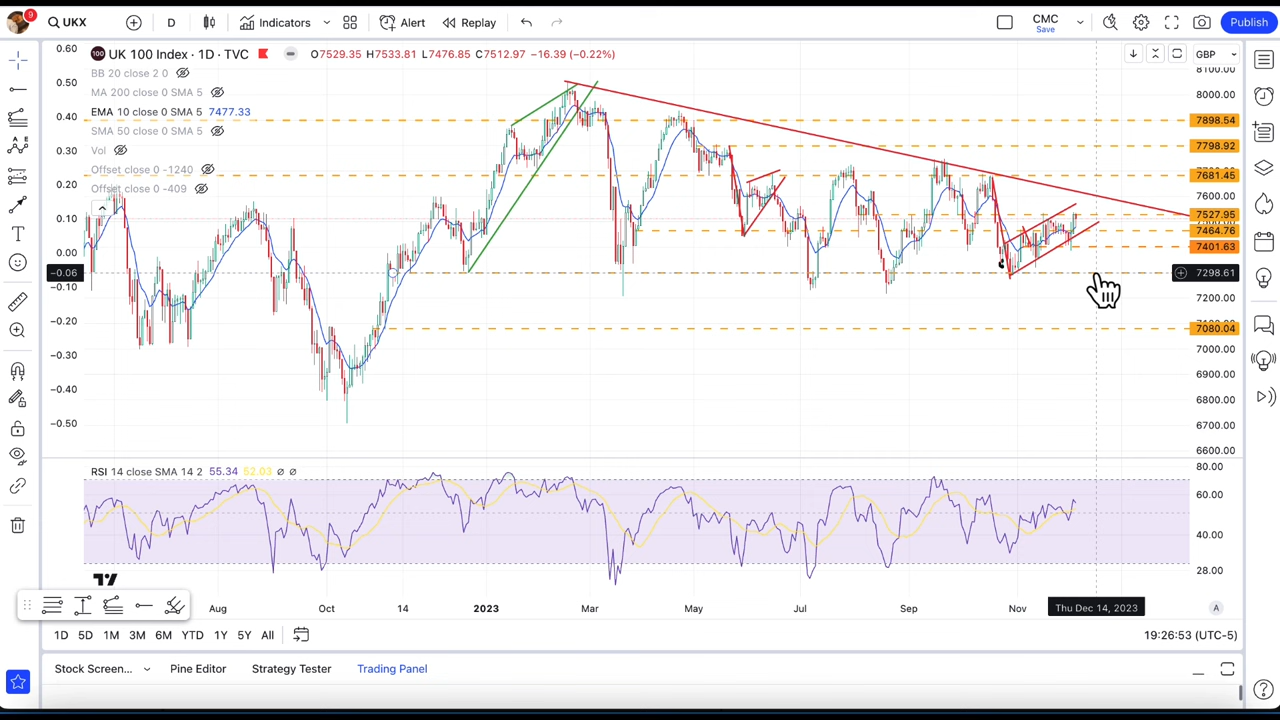 9
UKX
D
Indicators
Alert
Replay
CMC
Save
Publish
100 UK 100 Index · 1D · TVC O7529.35 H7533.81 L7476.85 C7512.97 −16.39 (−0.22%)
GBP
BB 20 close 2 0
MA 200 close 0 SMA 5
EMA 10 close 0 SMA 5 7477.33
SMA 50 close 0 SMA 5
Vol
Offset close 0 -1240
Offset close 0 -409
0.60
0.50
0.40
0.30
0.20
0.10
0.00
−0.06
−0.10
−0.20
−0.30
−0.40
−0.50
8100.00
8000.00
7898.54
7798.92
7681.45
7600.00
7527.95
7464.76
7401.63
7298.61
7200.00
7080.04
7000.00
6900.00
6800.00
6700.00
6600.00
RSI 14 close SMA 14 2 55.34 52.03 ∅ ∅
80.00
60.00
40.00
28.00
Aug Oct 14 2023 Mar May Jul Sep Nov Thu Dec 14, 2023 A
1D 5D 1M 3M 6M YTD 1Y 5Y All
19:26:53 (UTC-5)
Stock Screen... Pine Editor Strategy Tester Trading Panel